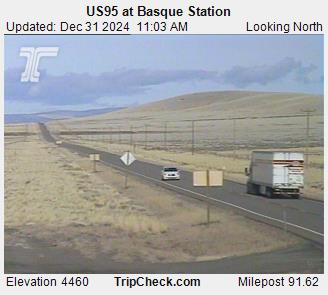 US95 at Basque Station
Updated: Dec 31 2024 11:03 AM Looking North
Elevation 4460 TripCheck.com Milepost 91.62